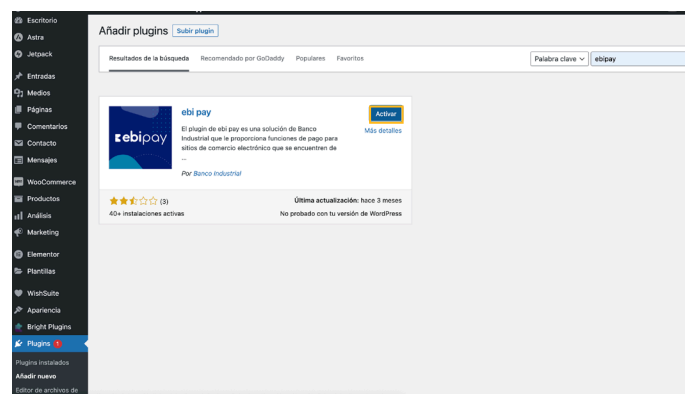 Escritorio
Astra
Jetpack
Entradas
Medios
Páginas
Comentarios
Contacto
Mensajes
WooCommerce
Productos
Análisis
Marketing
Elementor
Plantillas
WishSuite
Apariencia
Bright Plugins
Plugins 1
Plugins Instalados
Añadir nuevo
Editor de archivos de
Añadir plugins Subir plugin
Resultados de la búsqueda Recomendado por GoDaddy Populares Favoritos Palabra clave ebipay
ebipay
ebi pay
Activar
Más detalles
El plugin de ebi pay es una solución de Banco
Industrial que le proporciona funciones de pago para
sitios de comercio electrónico que se encuentren de
...
Por Banco Industrial
(3) Última actualización: hace 3 meses
40+ instalaciones activas No probado con tu versión de WordPress